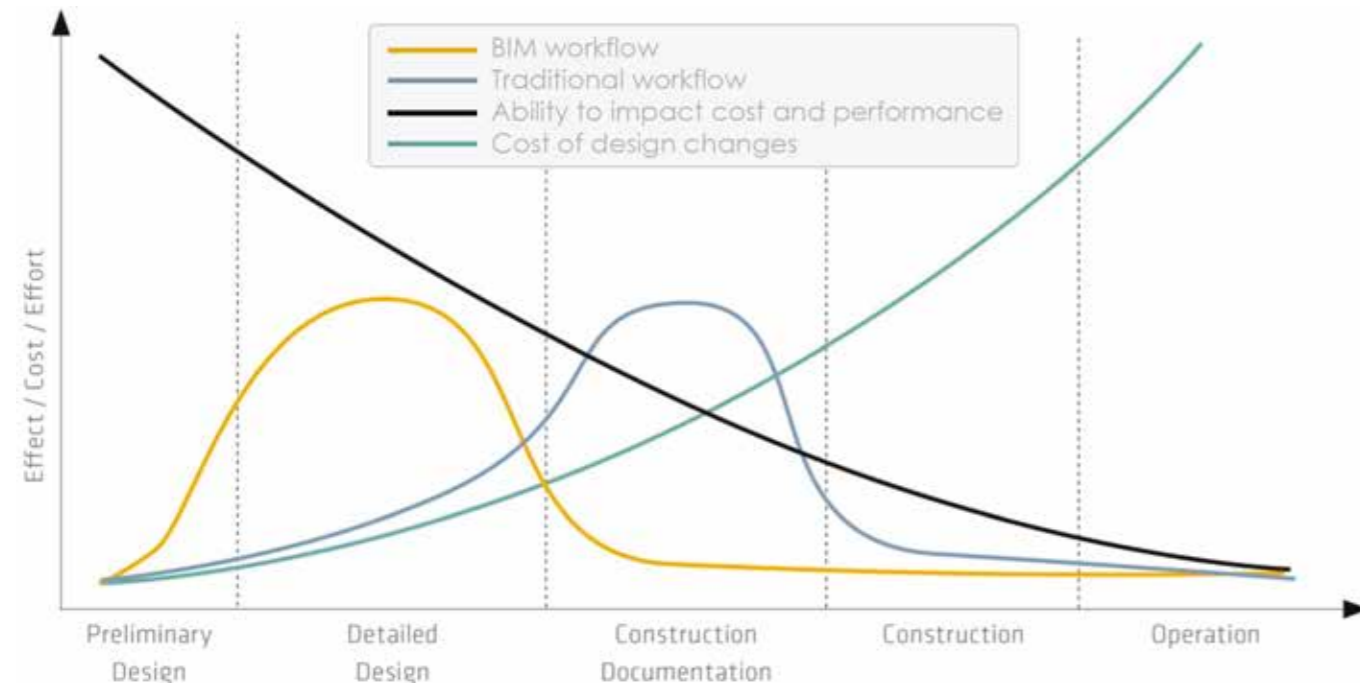 BIM workflow
Traditional workflow
Ability to impact cost and performance
Cost of design changes
Effect / Cost / Effort
Preliminary
Design
Detailed
Design
Construction
Documentation
Construction
Operation